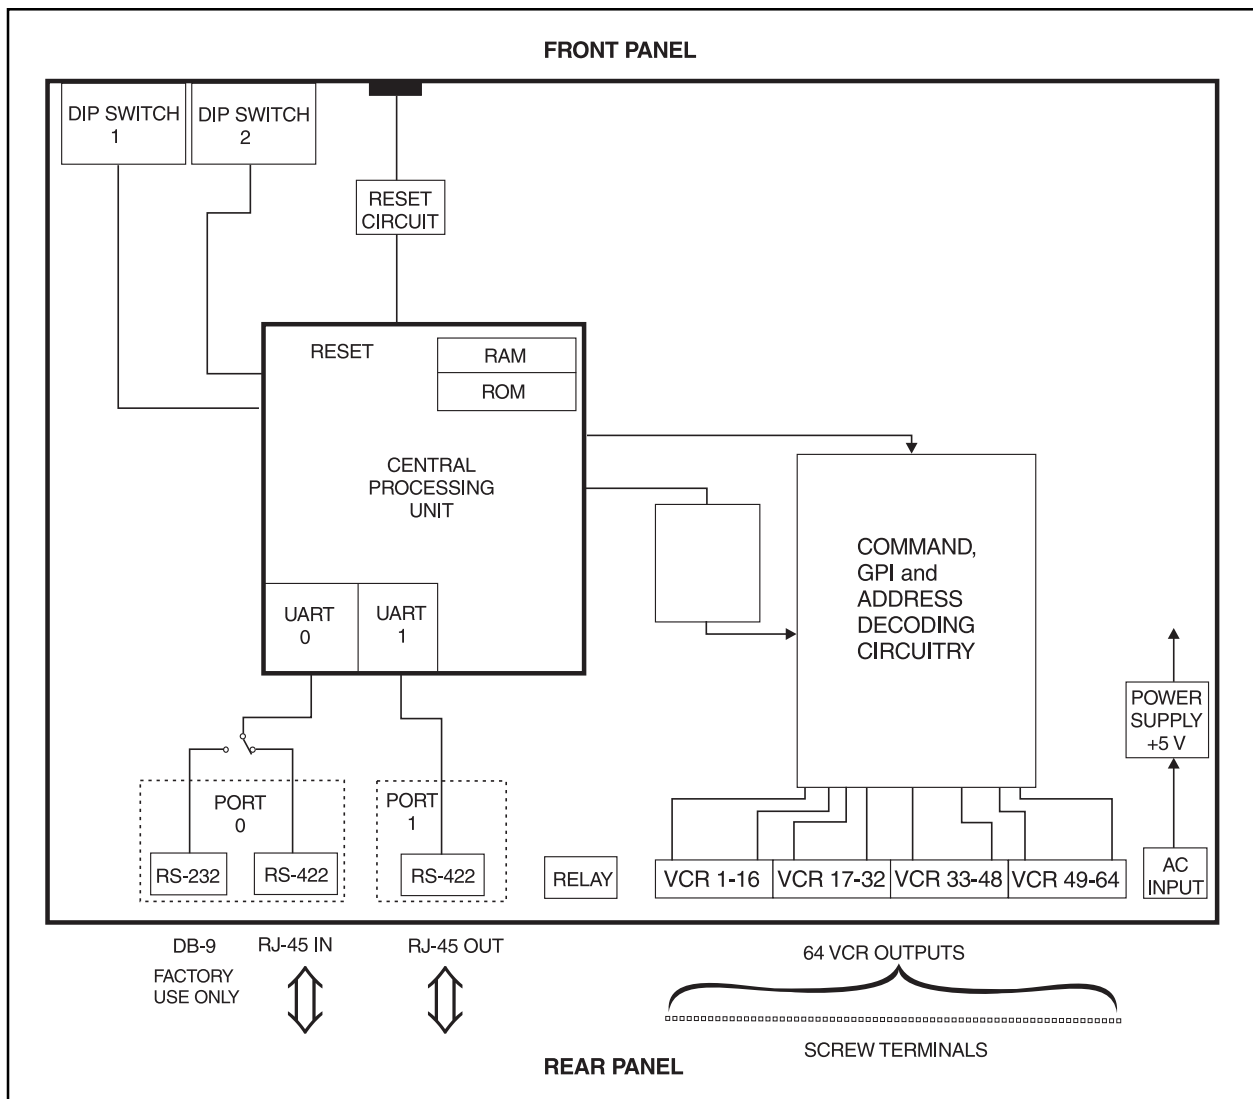 FRONT PANEL
DIP SWITCH
1
DIP SWITCH
2
RESET
CIRCUIT
RESET
RAM
ROM
CENTRAL
PROCESSING
UNIT
UART
0
UART
1
COMMAND,
GPI and
ADDRESS
DECODING
CIRCUITRY
POWER
SUPPLY
+5 V
PORT
0
PORT
1
RS-232
RS-422
RS-422
RELAY
VCR 1-16
VCR 17-32
VCR 33-48
VCR 49-64
AC
INPUT
DB-9
FACTORY
USE ONLY
RJ-45 IN
RJ-45 OUT
64 VCR OUTPUTS
SCREW TERMINALS
REAR PANEL